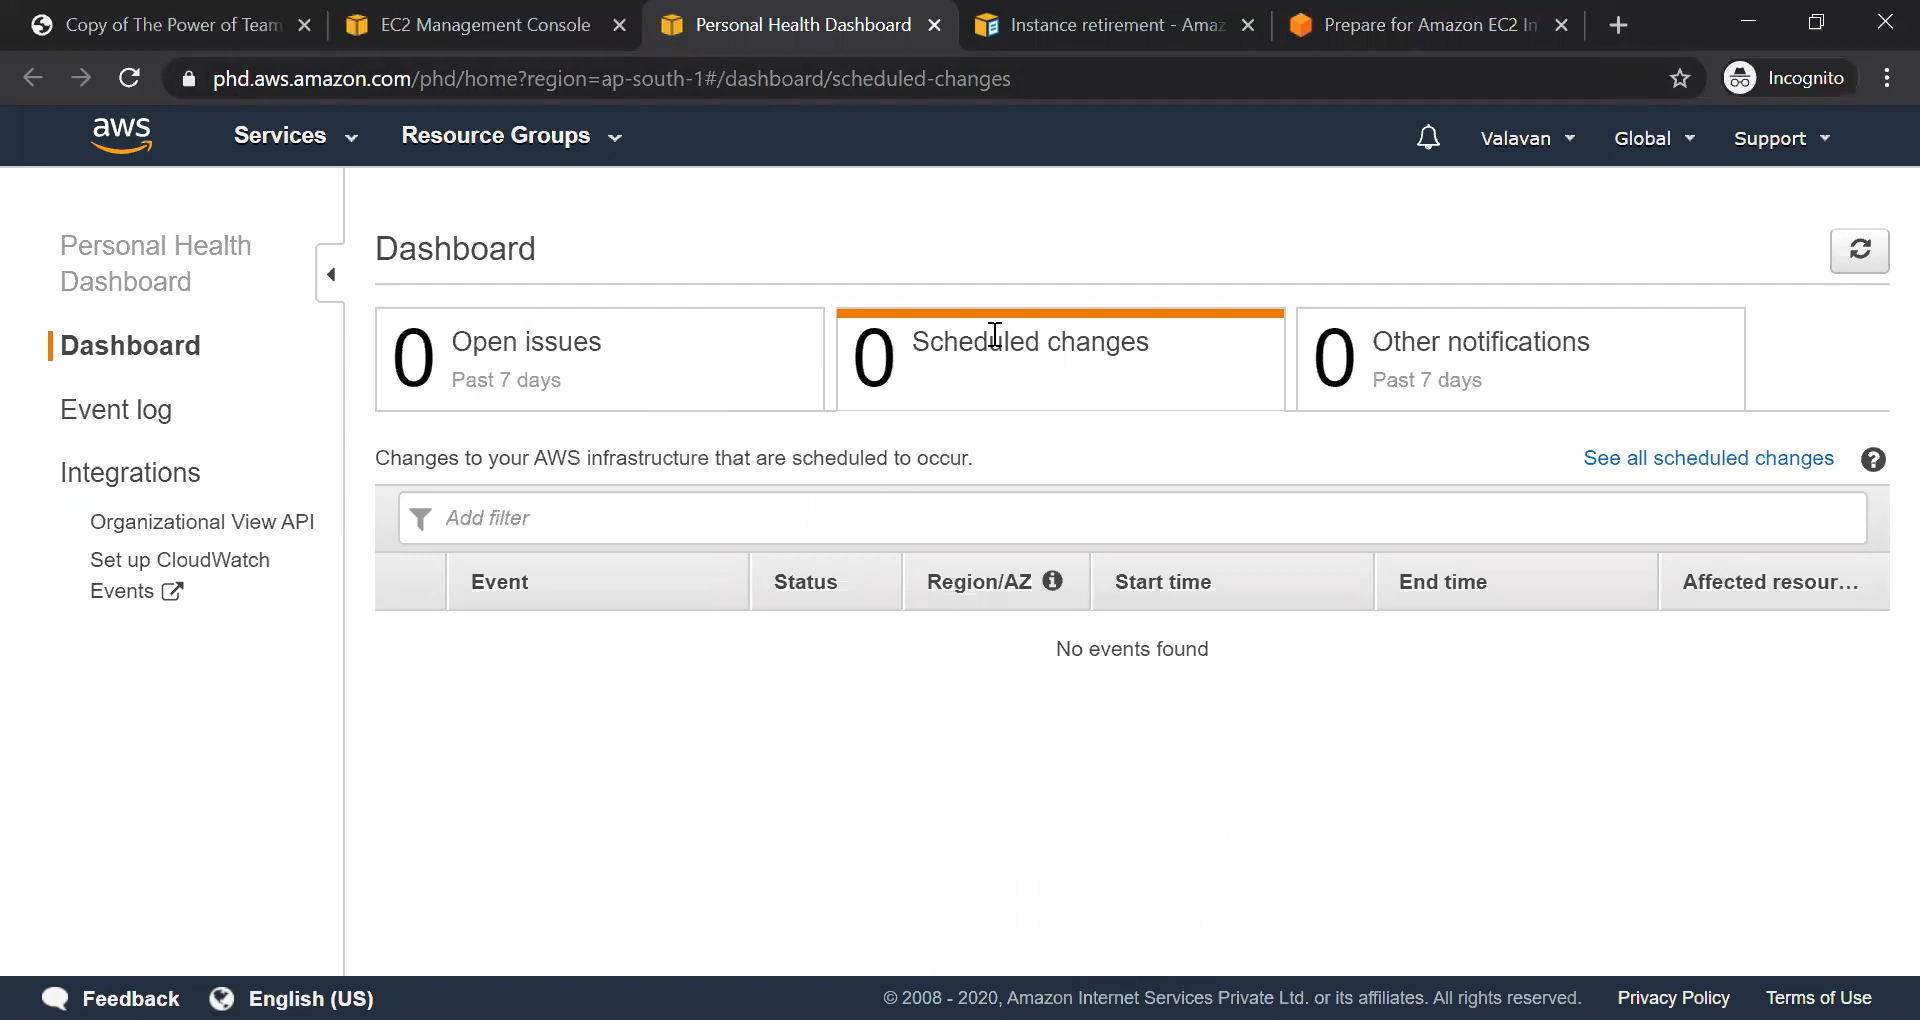 Copy of The Power of Team
EC2 Management Console
Personal Health Dashboard
Instance retirement - Amaz
Prepare for Amazon EC2 In
phd.aws.amazon.com/phd/home?region=ap-south-1#/dashboard/scheduled-changes
Incognito
aws
Services
Resource Groups
Valavan
Global
Support
Personal Health
Dashboard
Dashboard
Event log
Integrations
Organizational View API
Set up CloudWatch
Events
Dashboard
0 Open issues
Past 7 days
0 Scheduled changes
0 Other notifications
Past 7 days
Changes to your AWS infrastructure that are scheduled to occur.
See all scheduled changes
Add filter
Event Status Region/AZ Start time End time Affected resour...
No events found
Feedback
English (US)
© 2008 - 2020, Amazon Internet Services Private Ltd. or its affiliates. All rights reserved.
Privacy Policy
Terms of Use